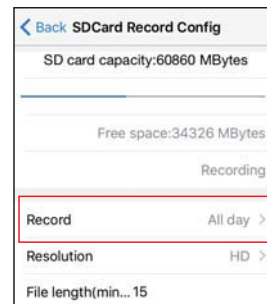 Back SDCard Record Config
SD card capacity:60860 MBytes
Free space:34326 MBytes
Recording
Record All day
Resolution HD
File length(min... 15